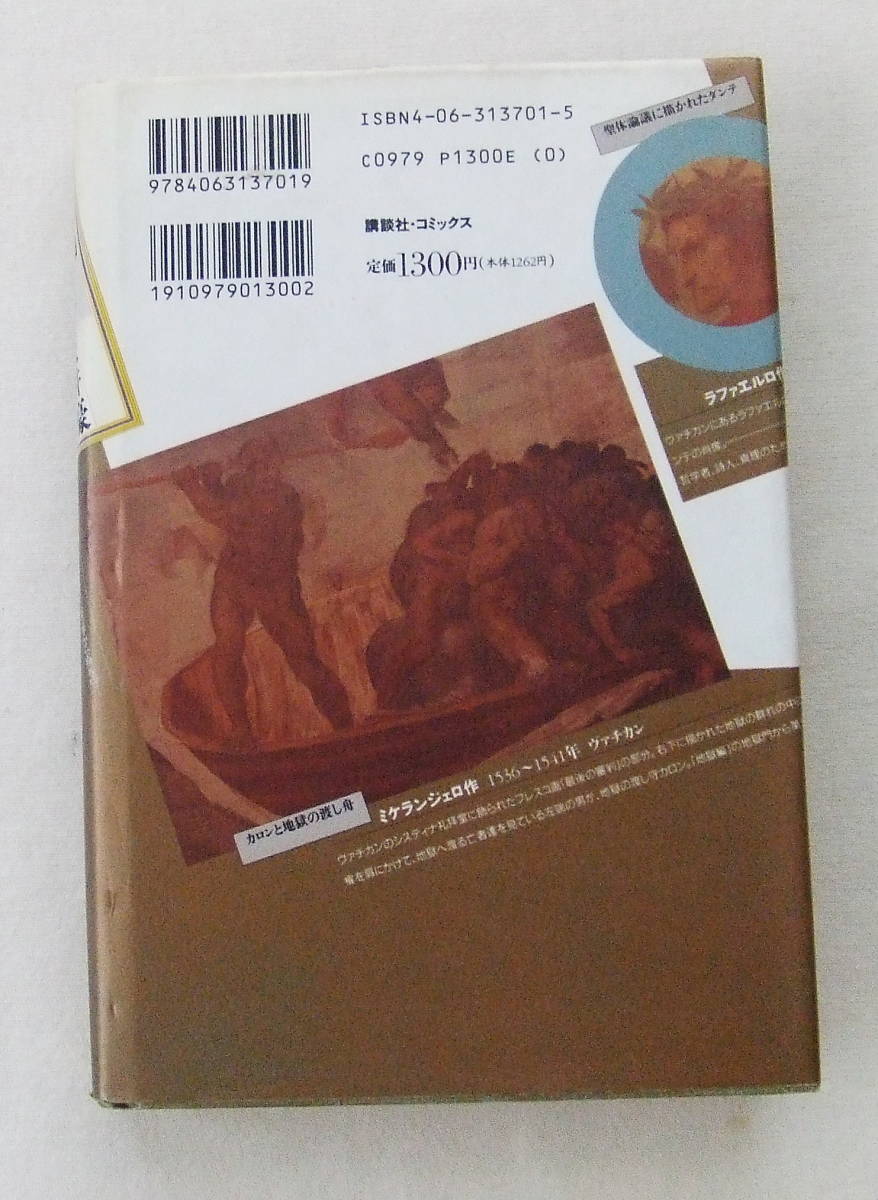 ISBN4-06-313701-5
C0979 P1300E (0)
9784063137019
講談社・コミックス
定価1300円(本体1262円)
1910979013002
聖体論議に描かれたダンテ
ラファエルロ作
ヴァチカンにあるラファエル
ンテの肖像。
哲学者、詩人、真理のため
豪
カロンと地獄の渡し舟
ミケランジェロ作 1536〜1541年 ヴァチカン
ヴァチカンのシスティナ礼拝堂に飾られたフレスコ画「最後の審判」の部分。右下に描かれた地獄の群れの中に
を肩にかけて、地獄へ渡る亡者達を見ている左端の男が、地獄の渡し守カロン。「地獄編」の地獄門から